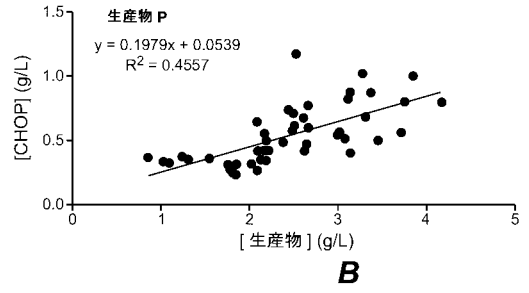 生産物 P
y = 0.1979x + 0.0539
R² = 0.4557
[CHOP] (g/L)
1.5
1.0
0.5
0.0
0 1 2 3 4 5
[ 生産物 ] (g/L)
B